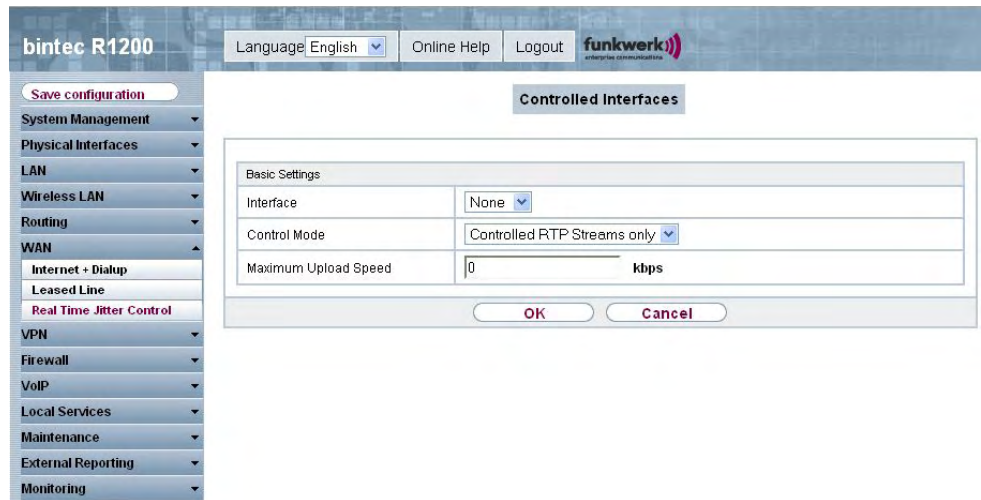 bintec R1200
Language English
Online Help
Logout
funkwerk
enterprise communications
Save configuration
System Management
Physical Interfaces
LAN
Wireless LAN
Routing
WAN
Internet + Dialup
Leased Line
Real Time Jitter Control
VPN
Firewall
VoIP
Local Services
Maintenance
External Reporting
Monitoring
Controlled Interfaces
Basic Settings
Interface None
Control Mode Controlled RTP Streams only
Maximum Upload Speed 0 kbps
OK Cancel